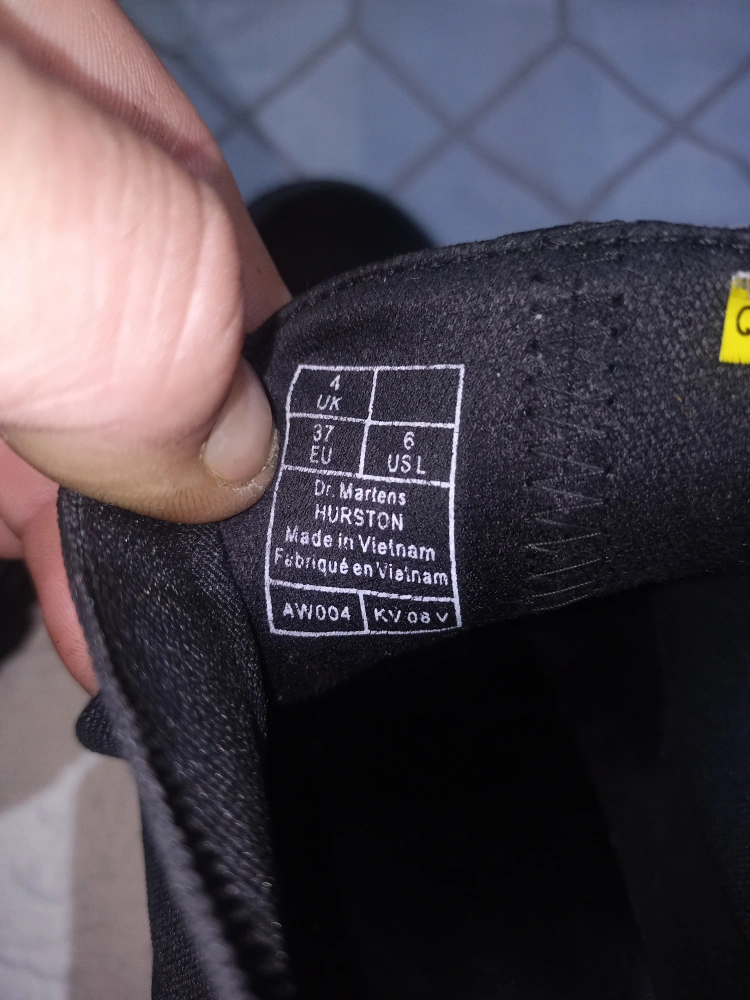 4
UK
37
EU
6
US L
Dr. Martens
HURSTON
Made in Vietnam
Fabriqué en Vietnam
AW004
KV 08 V
Q